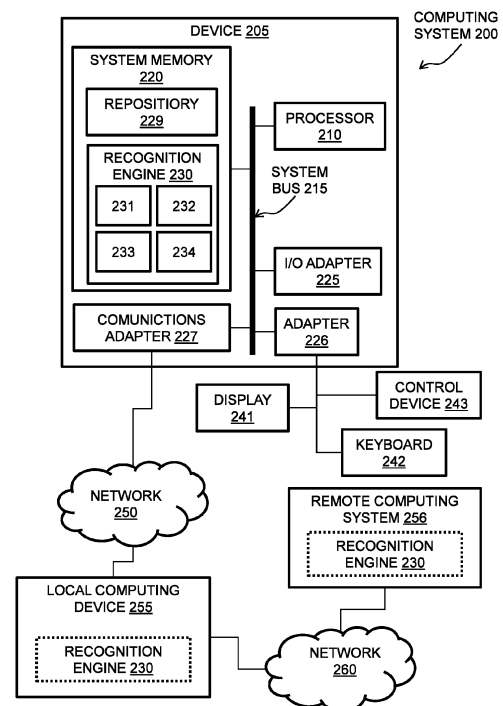 DEVICE 205
COMPUTING
SYSTEM 200
SYSTEM MEMORY
220
REPOSITIORY
229
RECOGNITION
ENGINE 230
231 232
233 234
PROCESSOR
210
SYSTEM
BUS 215
I/O ADAPTER
225
COMUNICTIONS
ADAPTER 227
ADAPTER
226
DISPLAY
241
CONTROL
DEVICE 243
KEYBOARD
242
NETWORK
250
REMOTE COMPUTING
SYSTEM 256
RECOGNITION
ENGINE 230
LOCAL COMPUTING
DEVICE 255
RECOGNITION
ENGINE 230
NETWORK
260